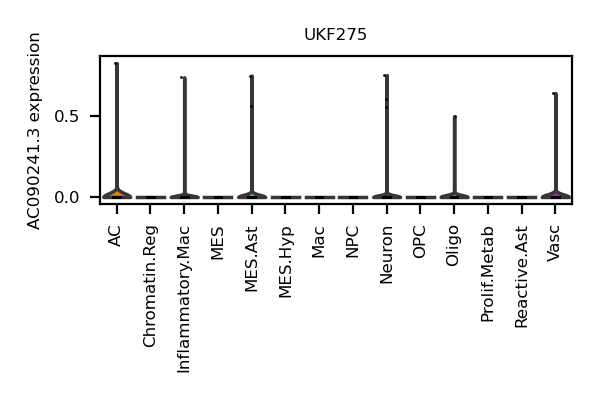 UKF275
AC090241.3 expression
0.5
0.0
AC
Chromatin.Reg
Inflammatory.Mac
MES
MES.Ast
MES.Hyp
Mac
NPC
Neuron
OPC
Oligo
Prolif.Metab
Reactive.Ast
Vasc